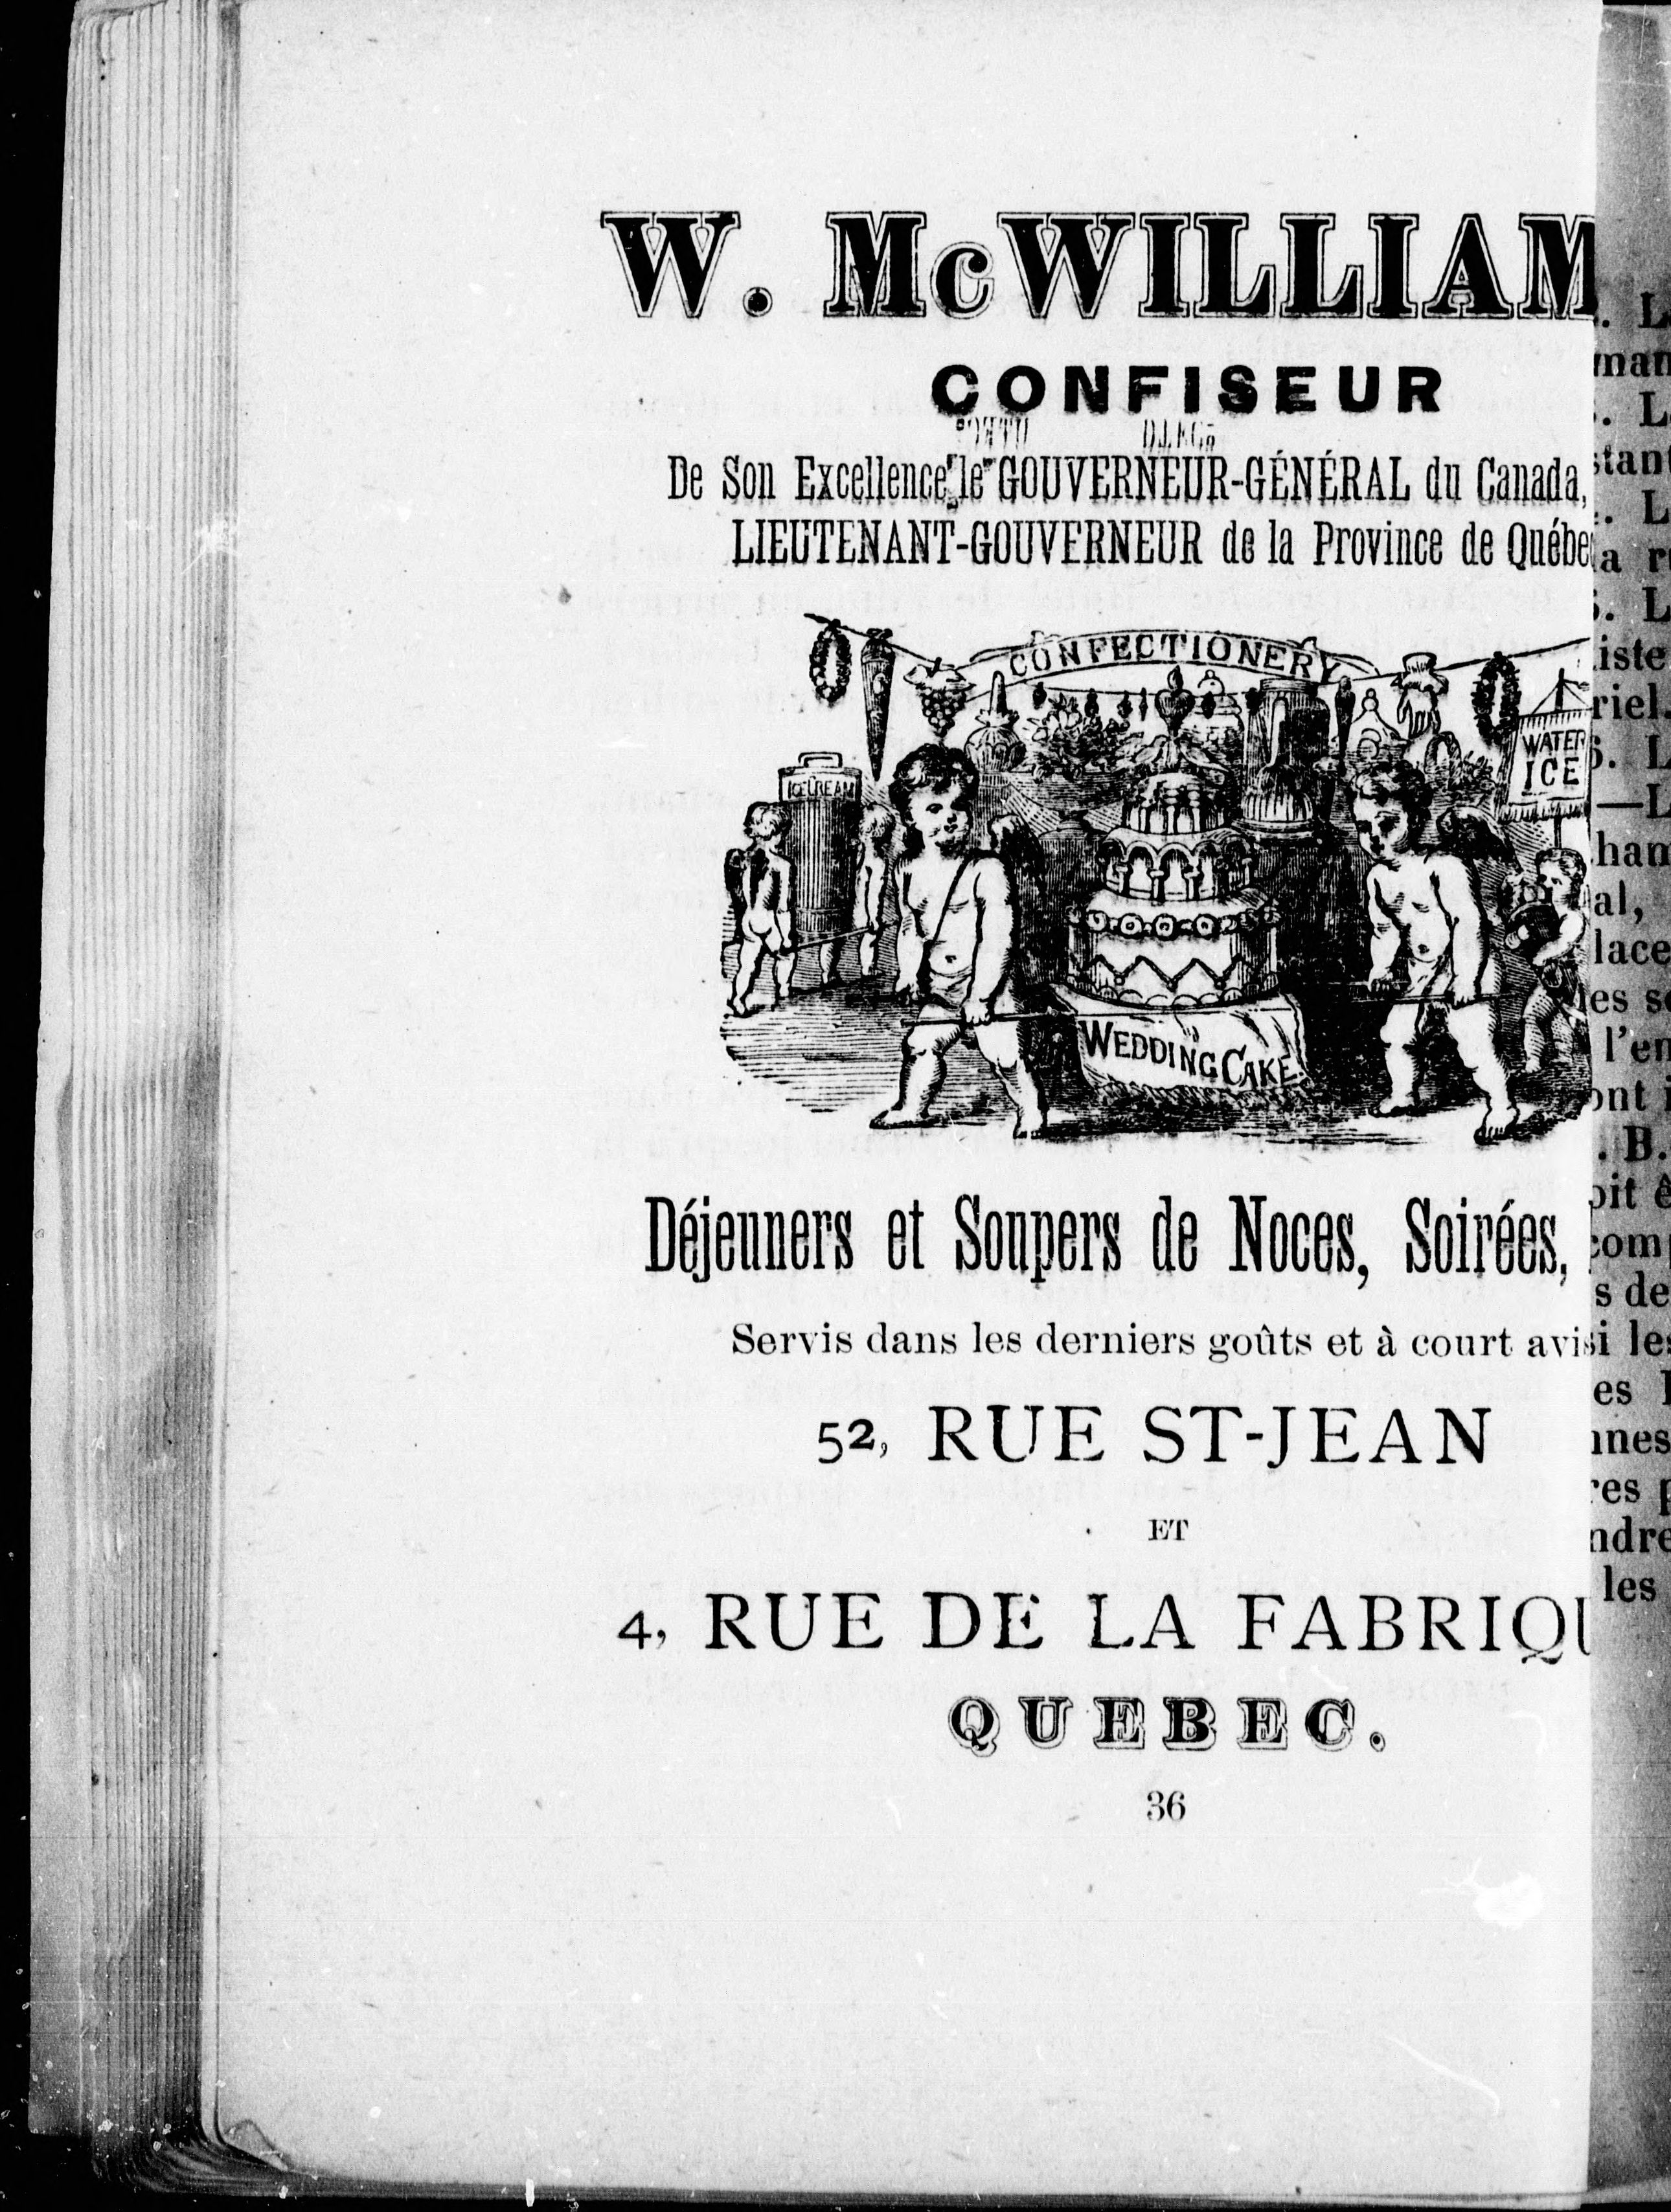 W. McWILLIAM
CONFISEUR
De Son Excellence le GOUVERNEUR-GÉNÉRAL du Canada,
LIEUTENANT-GOUVERNEUR de la Province de Québe
CONFECTIONERY
ICE CREAM
WATER
ICE
WEDDING CAKE
Déjeuners et Soupers de Noces, Soirées,
Servis dans les derniers goûts et à court avis
52, RUE ST-JEAN
ET
4, RUE DE LA FABRIQU
QUEBEC.
36